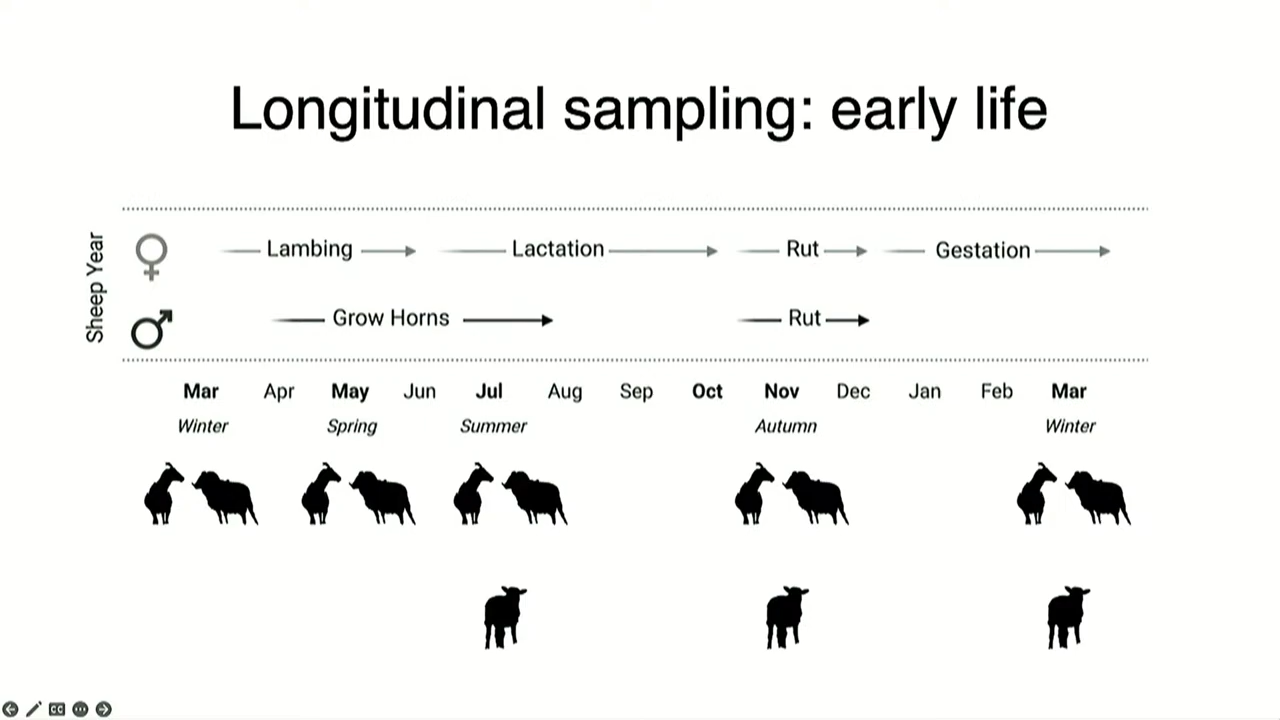 Longitudinal sampling: early life
Sheep Year
Lambing Lactation Rut Gestation
Grow Horns Rut
Mar Apr May Jun Jul Aug Sep Oct Nov Dec Jan Feb Mar
Winter Spring Summer Autumn Winter
CC